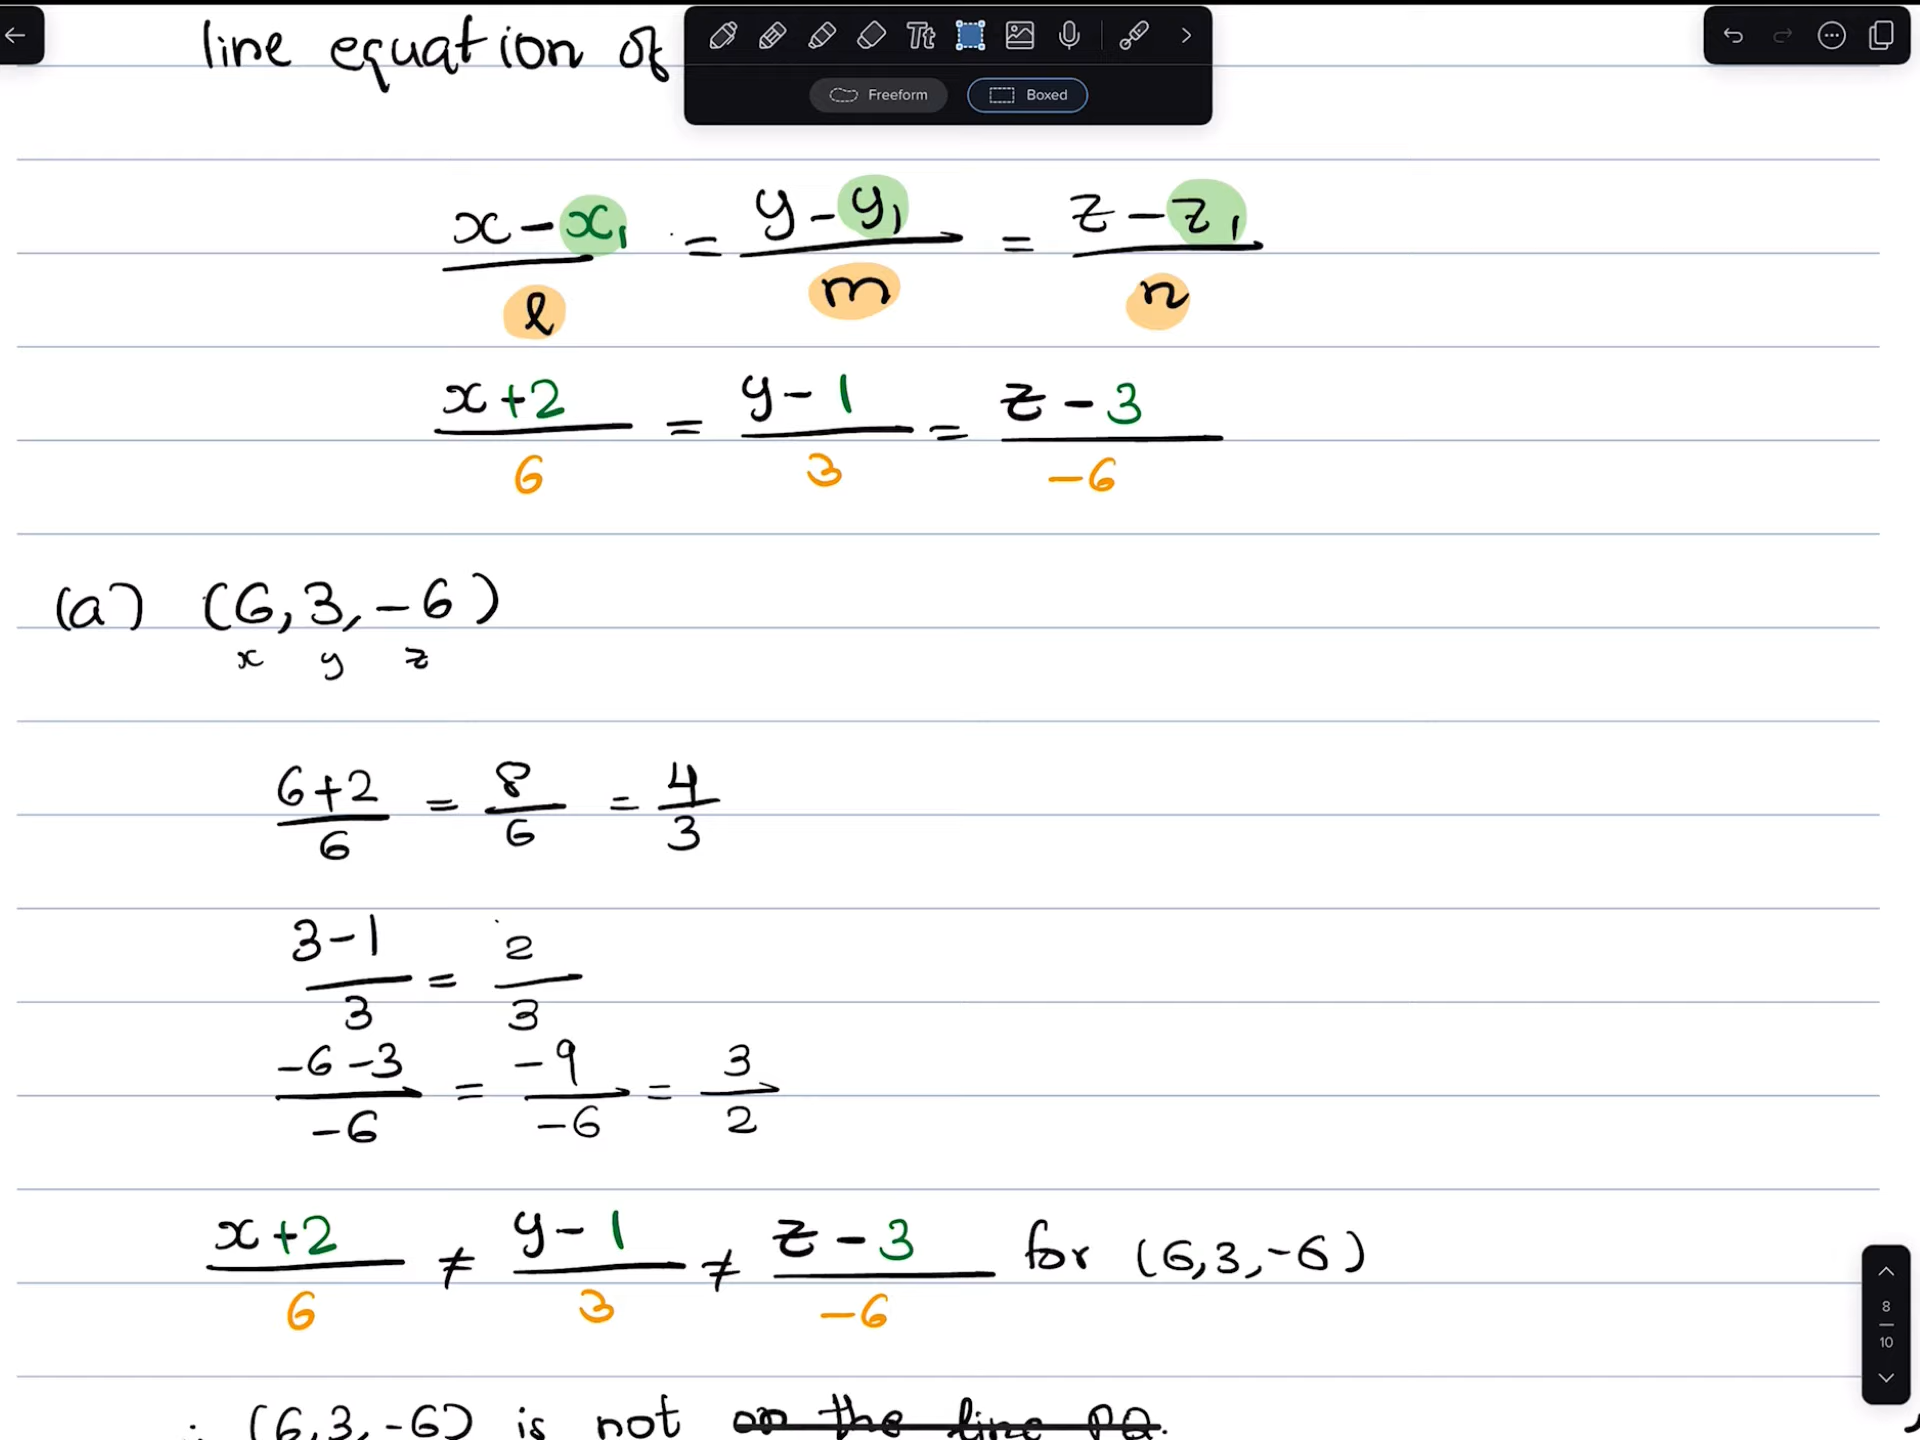 line equation of
Tt
Freeform Boxed
x - x₁ / l = y - y₁ / m = z - z₁ / n
x + 2 / 6 = y - 1 / 3 = z - 3 / -6
(a) (6, 3, -6)
x y z
6+2 / 6 = 8 / 6 = 4 / 3
3-1 / 3 = 2 / 3
-6-3 / -6 = -9 / -6 = 3 / 2
x + 2 / 6 ≠ y - 1 / 3 ≠ z - 3 / -6 for (6,3,-6)
∴ (6,3,-6) is not on the line PQ.
8
10